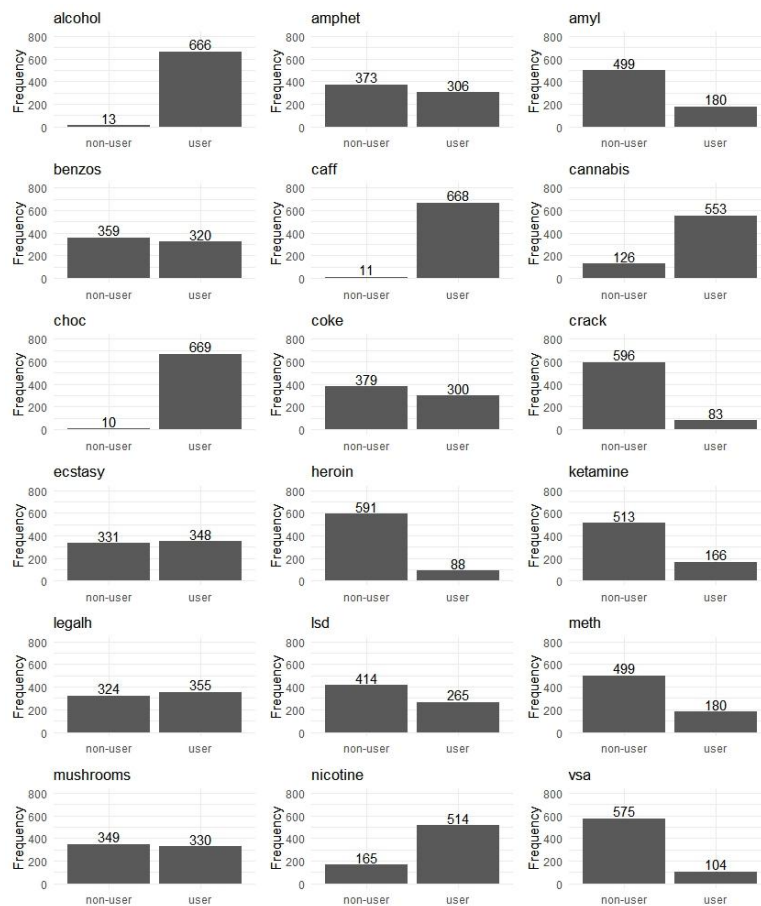 alcohol
Frequency
800
600
400
200
0
13
666
non-user
user
amphet
Frequency
800
600
400
200
0
373
306
non-user
user
amyl
Frequency
800
600
400
200
0
499
180
non-user
user
benzos
Frequency
800
600
400
200
0
359
320
non-user
user
caff
Frequency
800
600
400
200
0
11
668
non-user
user
cannabis
Frequency
800
600
400
200
0
126
553
non-user
user
choc
Frequency
800
600
400
200
0
10
669
non-user
user
coke
Frequency
800
600
400
200
0
379
300
non-user
user
crack
Frequency
800
600
400
200
0
596
83
non-user
user
ecstasy
Frequency
800
600
400
200
0
331
348
non-user
user
heroin
Frequency
800
600
400
200
0
591
88
non-user
user
ketamine
Frequency
800
600
400
200
0
513
166
non-user
user
legalh
Frequency
800
600
400
200
0
324
355
non-user
user
lsd
Frequency
800
600
400
200
0
414
265
non-user
user
meth
Frequency
800
600
400
200
0
499
180
non-user
user
mushrooms
Frequency
800
600
400
200
0
349
330
non-user
user
nicotine
Frequency
800
600
400
200
0
165
514
non-user
user
vsa
Frequency
800
600
400
200
0
575
104
non-user
user